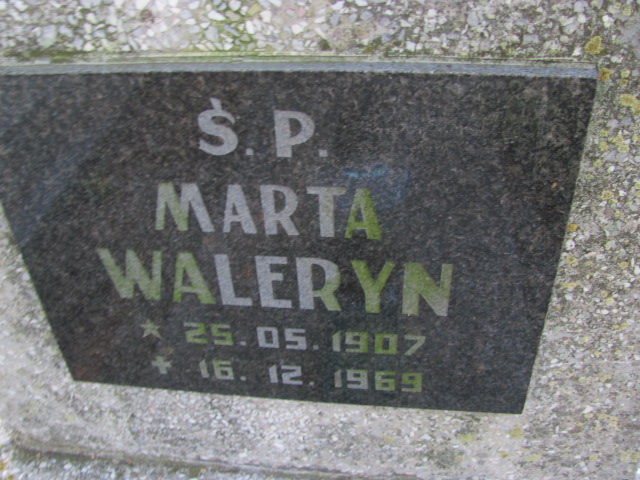 Ś.P.
MARTA
WALERYN
★ 25.05.1907
+ 16.12.1969